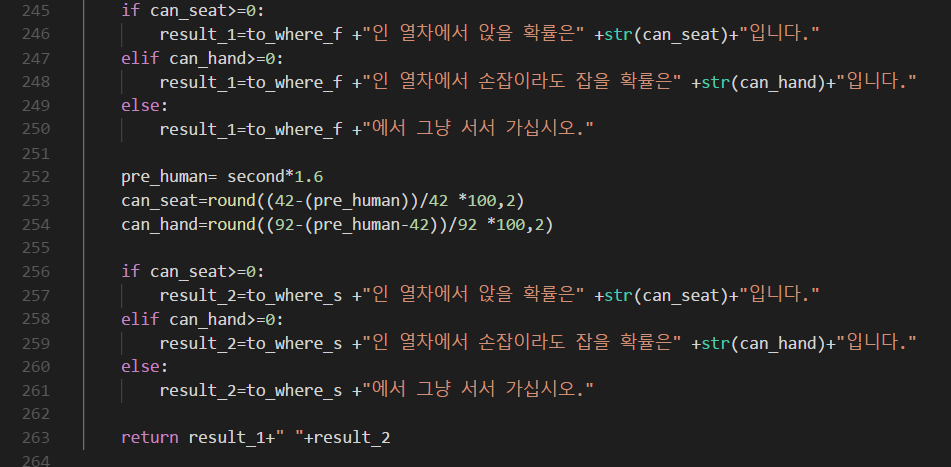 245 if can_seat>=0:
246 result_1=to_where_f +"인 열차에서 앉을 확률은" +str(can_seat)+"입니다."
247 elif can_hand>=0:
248 result_1=to_where_f +"인 열차에서 손잡이라도 잡을 확률은" +str(can_hand)+"입니다."
249 else:
250 result_1=to_where_f +"에서 그냥 서서 가십시오."
251
252 pre_human= second*1.6
253 can_seat=round((42-(pre_human))/42 *100,2)
254 can_hand=round((92-(pre_human-42))/92 *100,2)
255
256 if can_seat>=0:
257 result_2=to_where_s +"인 열차에서 앉을 확률은" +str(can_seat)+"입니다."
258 elif can_hand>=0:
259 result_2=to_where_s +"인 열차에서 손잡이라도 잡을 확률은" +str(can_hand)+"입니다."
260 else:
261 result_2=to_where_s +"에서 그냥 서서 가십시오."
262
263 return result_1+" "+result_2
264